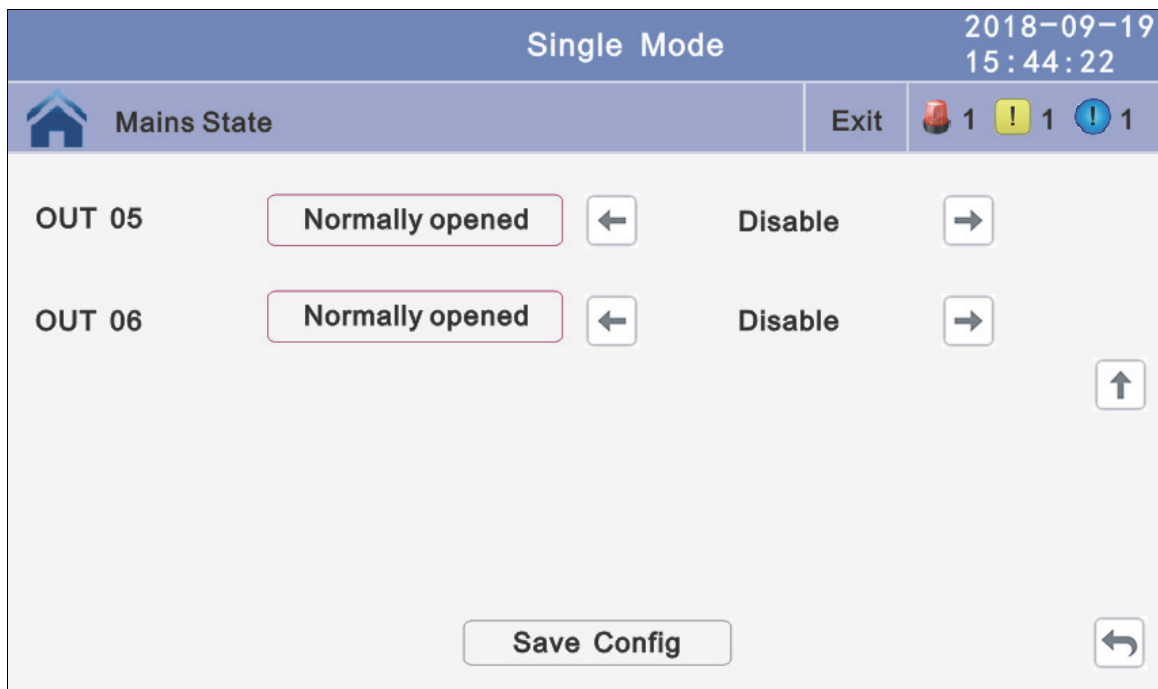 Single Mode
2018-09-19
15:44:22
Mains State
Exit
1
! 1
! 1
OUT 05 Normally opened Disable
OUT 06 Normally opened Disable
Save Config